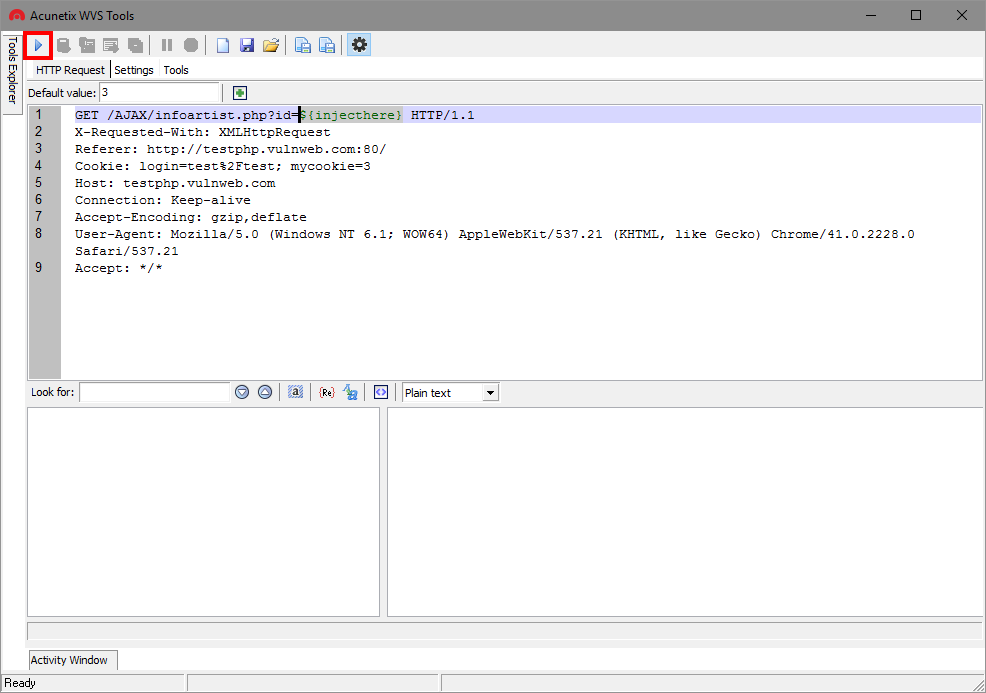 Acunetix WVS Tools
Tools Explorer
HTTP Request Settings Tools
Default value: 3
1 GET /AJAX/infoartist.php?id=${injecthere} HTTP/1.1
2 X-Requested-With: XMLHttpRequest
3 Referer: http://testphp.vulnweb.com:80/
4 Cookie: login=test%2Ftest; mycookie=3
5 Host: testphp.vulnweb.com
6 Connection: Keep-alive
7 Accept-Encoding: gzip,deflate
8 User-Agent: Mozilla/5.0 (Windows NT 6.1; WOW64) AppleWebKit/537.21 (KHTML, like Gecko) Chrome/41.0.2228.0
Safari/537.21
9 Accept: */*
Look for: a {Re} Plain text
Activity Window
Ready